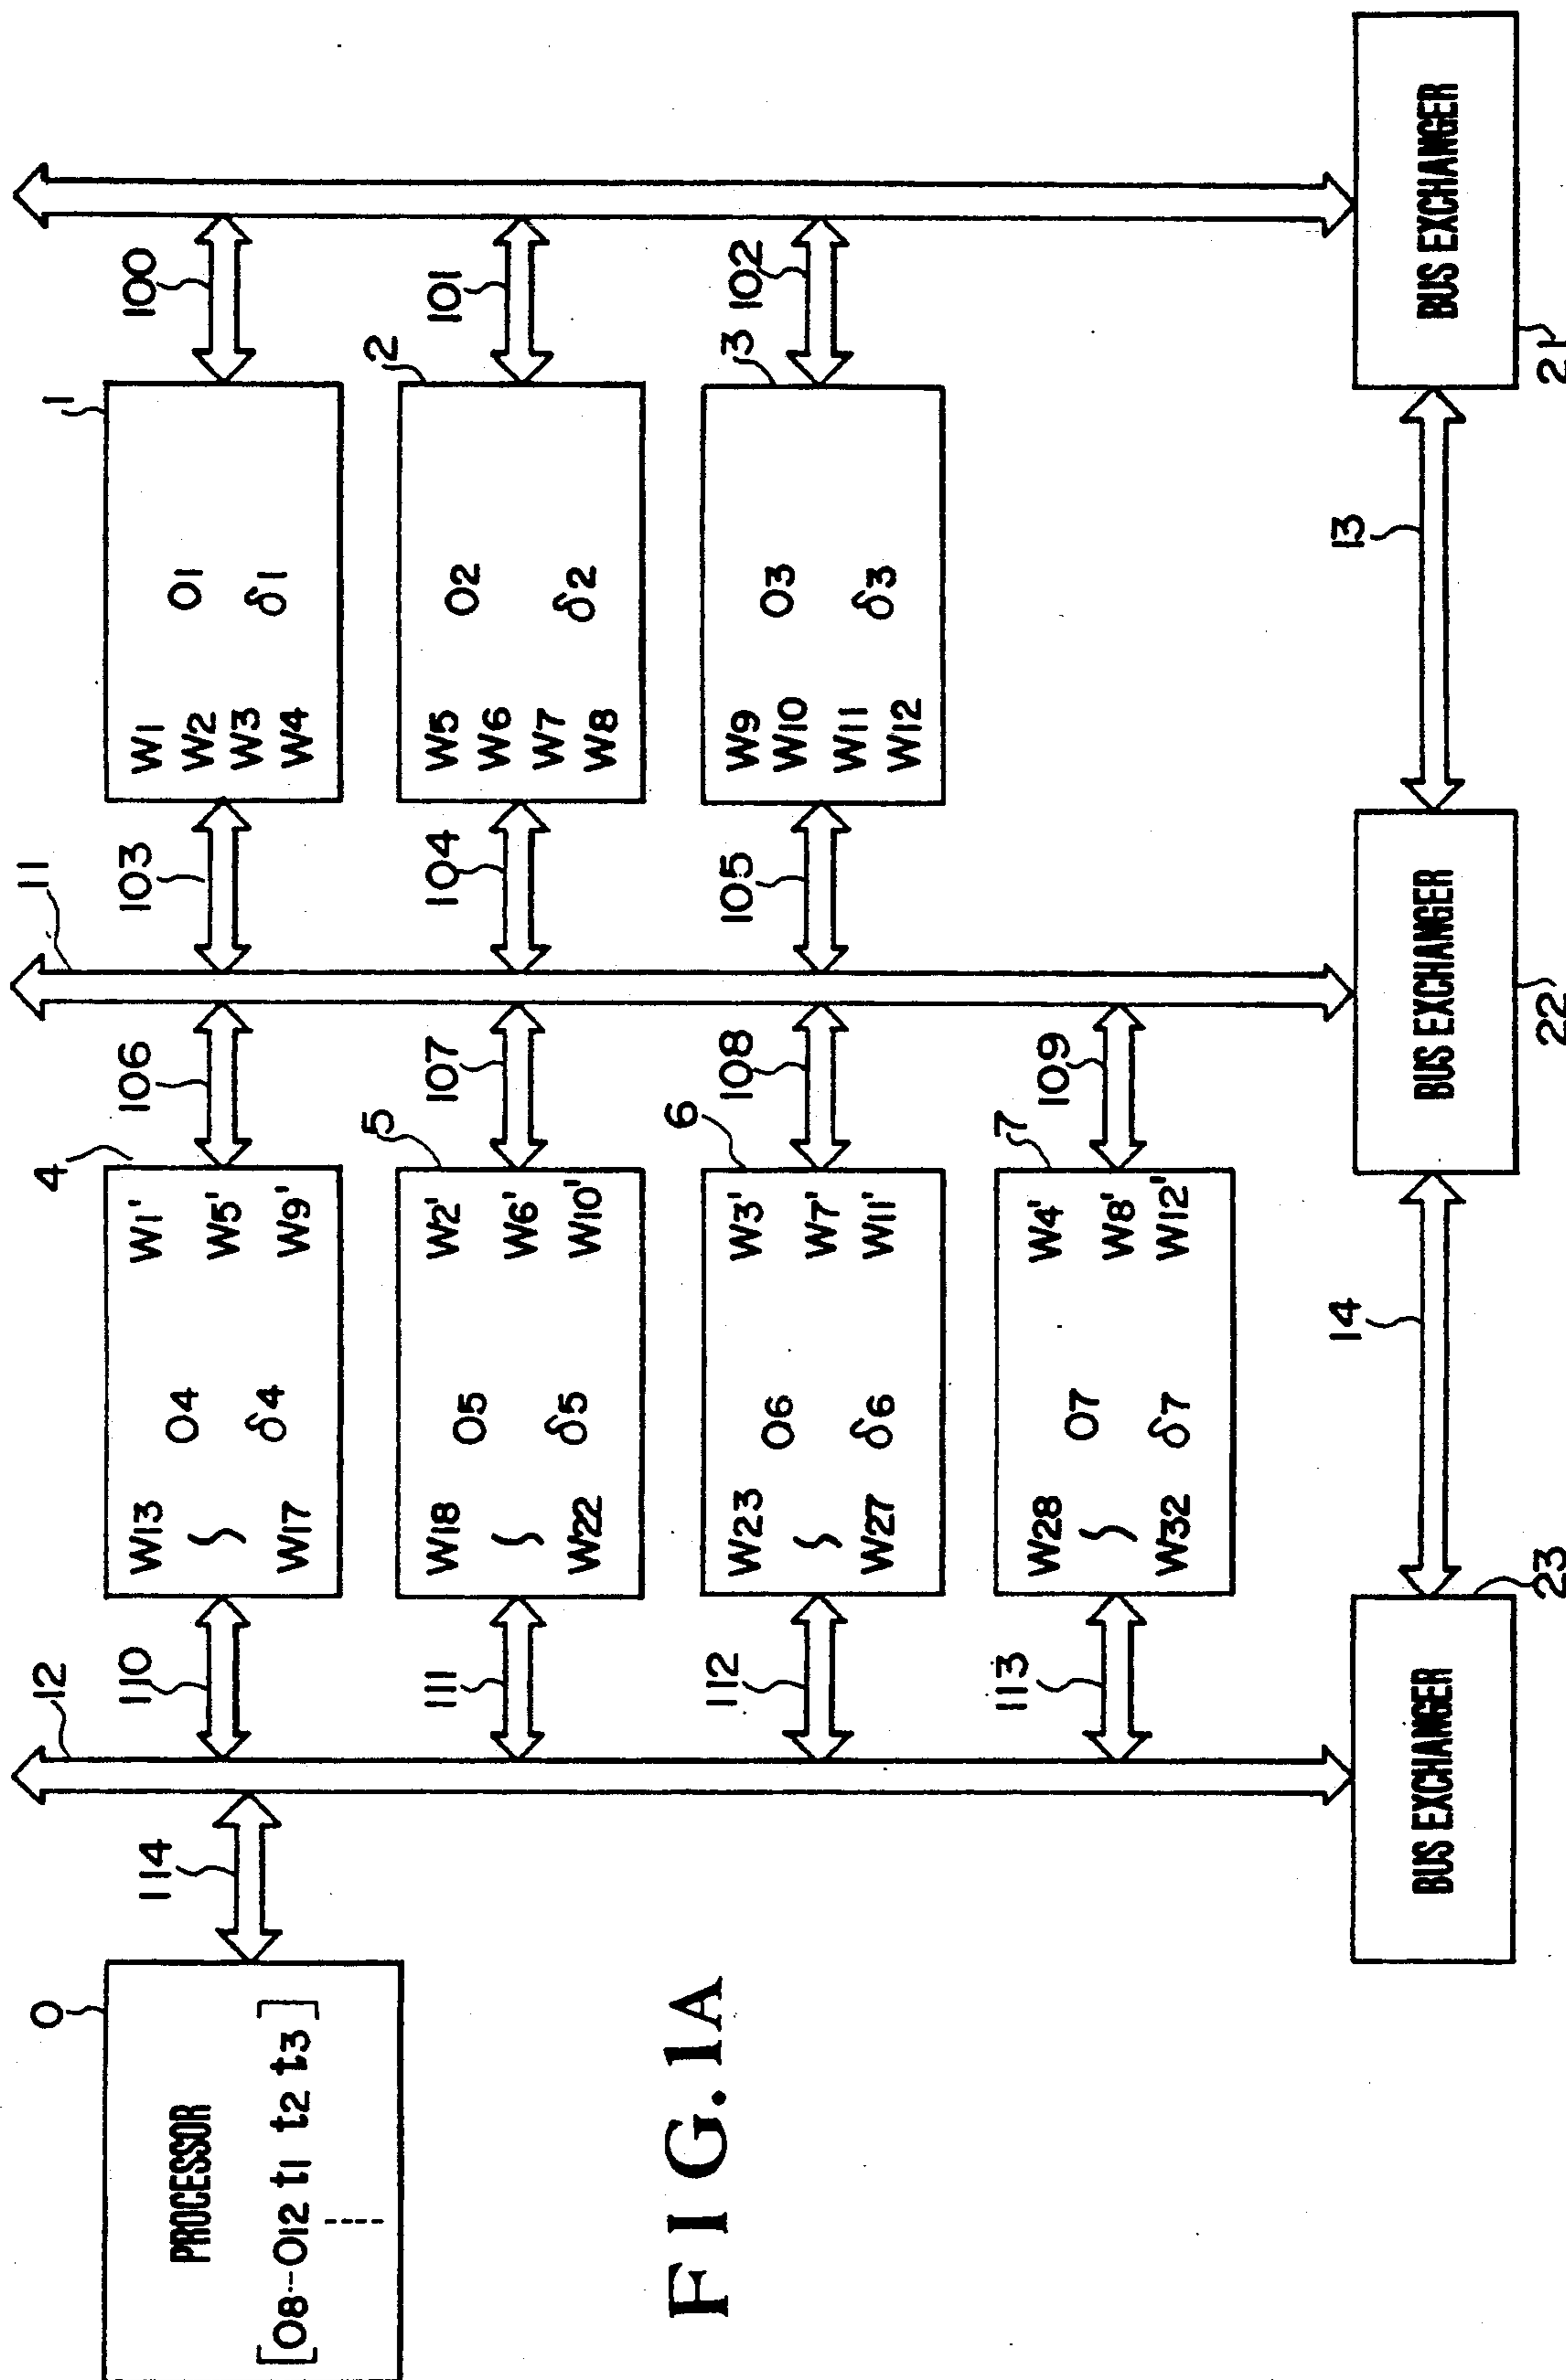 0
PROCESSOR
[O8---O12 t1 t2 t3]
-----
114
12
110
111
112
113
4
W13 ∫ W17
O4
δ4
W1'
W5'
W9'
5
W18 ∫ W22
O5
δ5
W2'
W6'
W10'
6
W23 ∫ W27
O6
δ6
W3'
W7'
W11'
7
W28 ∫ W32
O7
δ7
W4'
W8'
W12'
106
107
108
109
11
103
104
105
1
W1
W2
W3
W4
O1
δ1
2
W5
W6
W7
W8
O2
δ2
3
W9
W10
W11
W12
O3
δ3
100
101
102
FIG.1A
BUS EXCHANGER
23
14
BUS EXCHANGER
22
13
BUS EXCHANGER
21